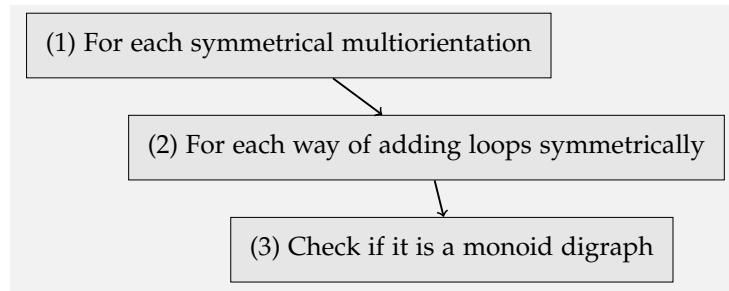 (1) For each symmetrical multiorientation
(2) For each way of adding loops symmetrically
(3) Check if it is a monoid digraph